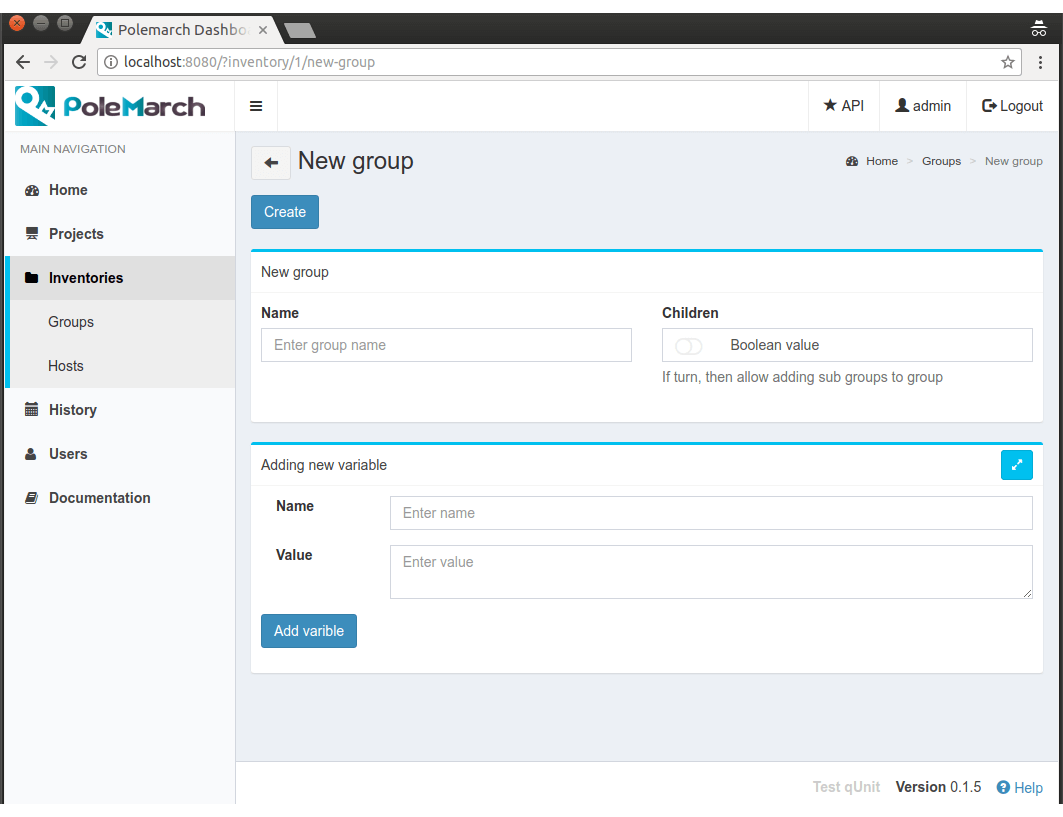 Polemarch Dashbo
localhost:8080/?inventory/1/new-group
PoleMarch
API
admin
Logout
MAIN NAVIGATION
Home
Projects
Inventories
Groups
Hosts
History
Users
Documentation
New group
Home > Groups > New group
Create
New group
Name
Enter group name
Children
Boolean value
If turn, then allow adding sub groups to group
Adding new variable
Name
Enter name
Value
Enter value
Add varible
Test qUnit Version 0.1.5 Help